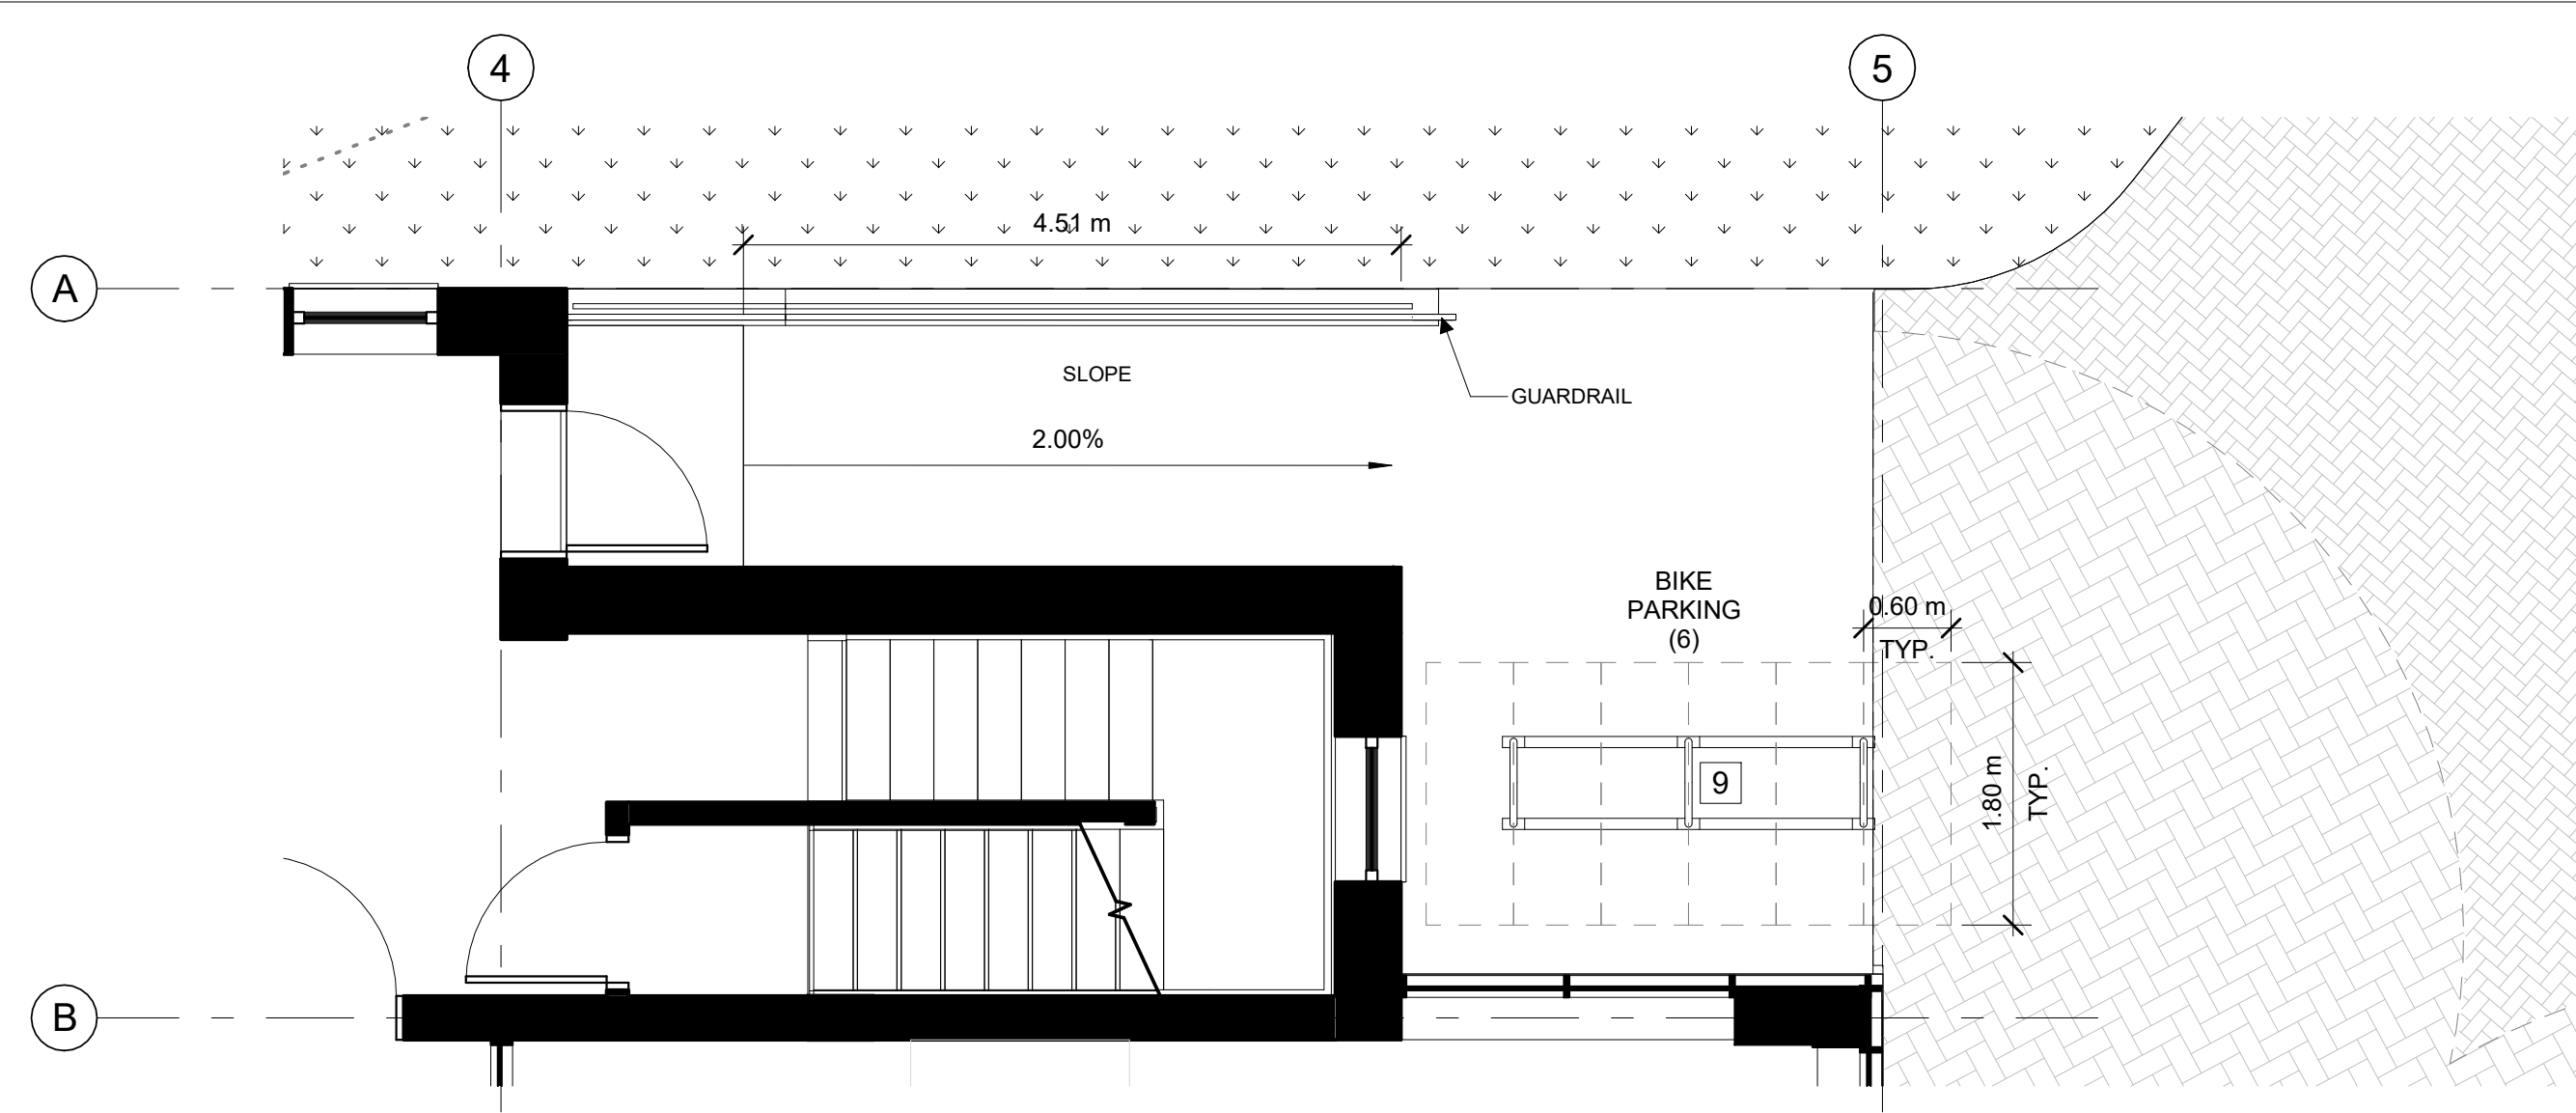 4
5
4.51 m
A
SLOPE
GUARDRAIL
2.00%
BIKE
PARKING
(6)
0.60 m
TYP.
9
1.80 m
TYP.
B